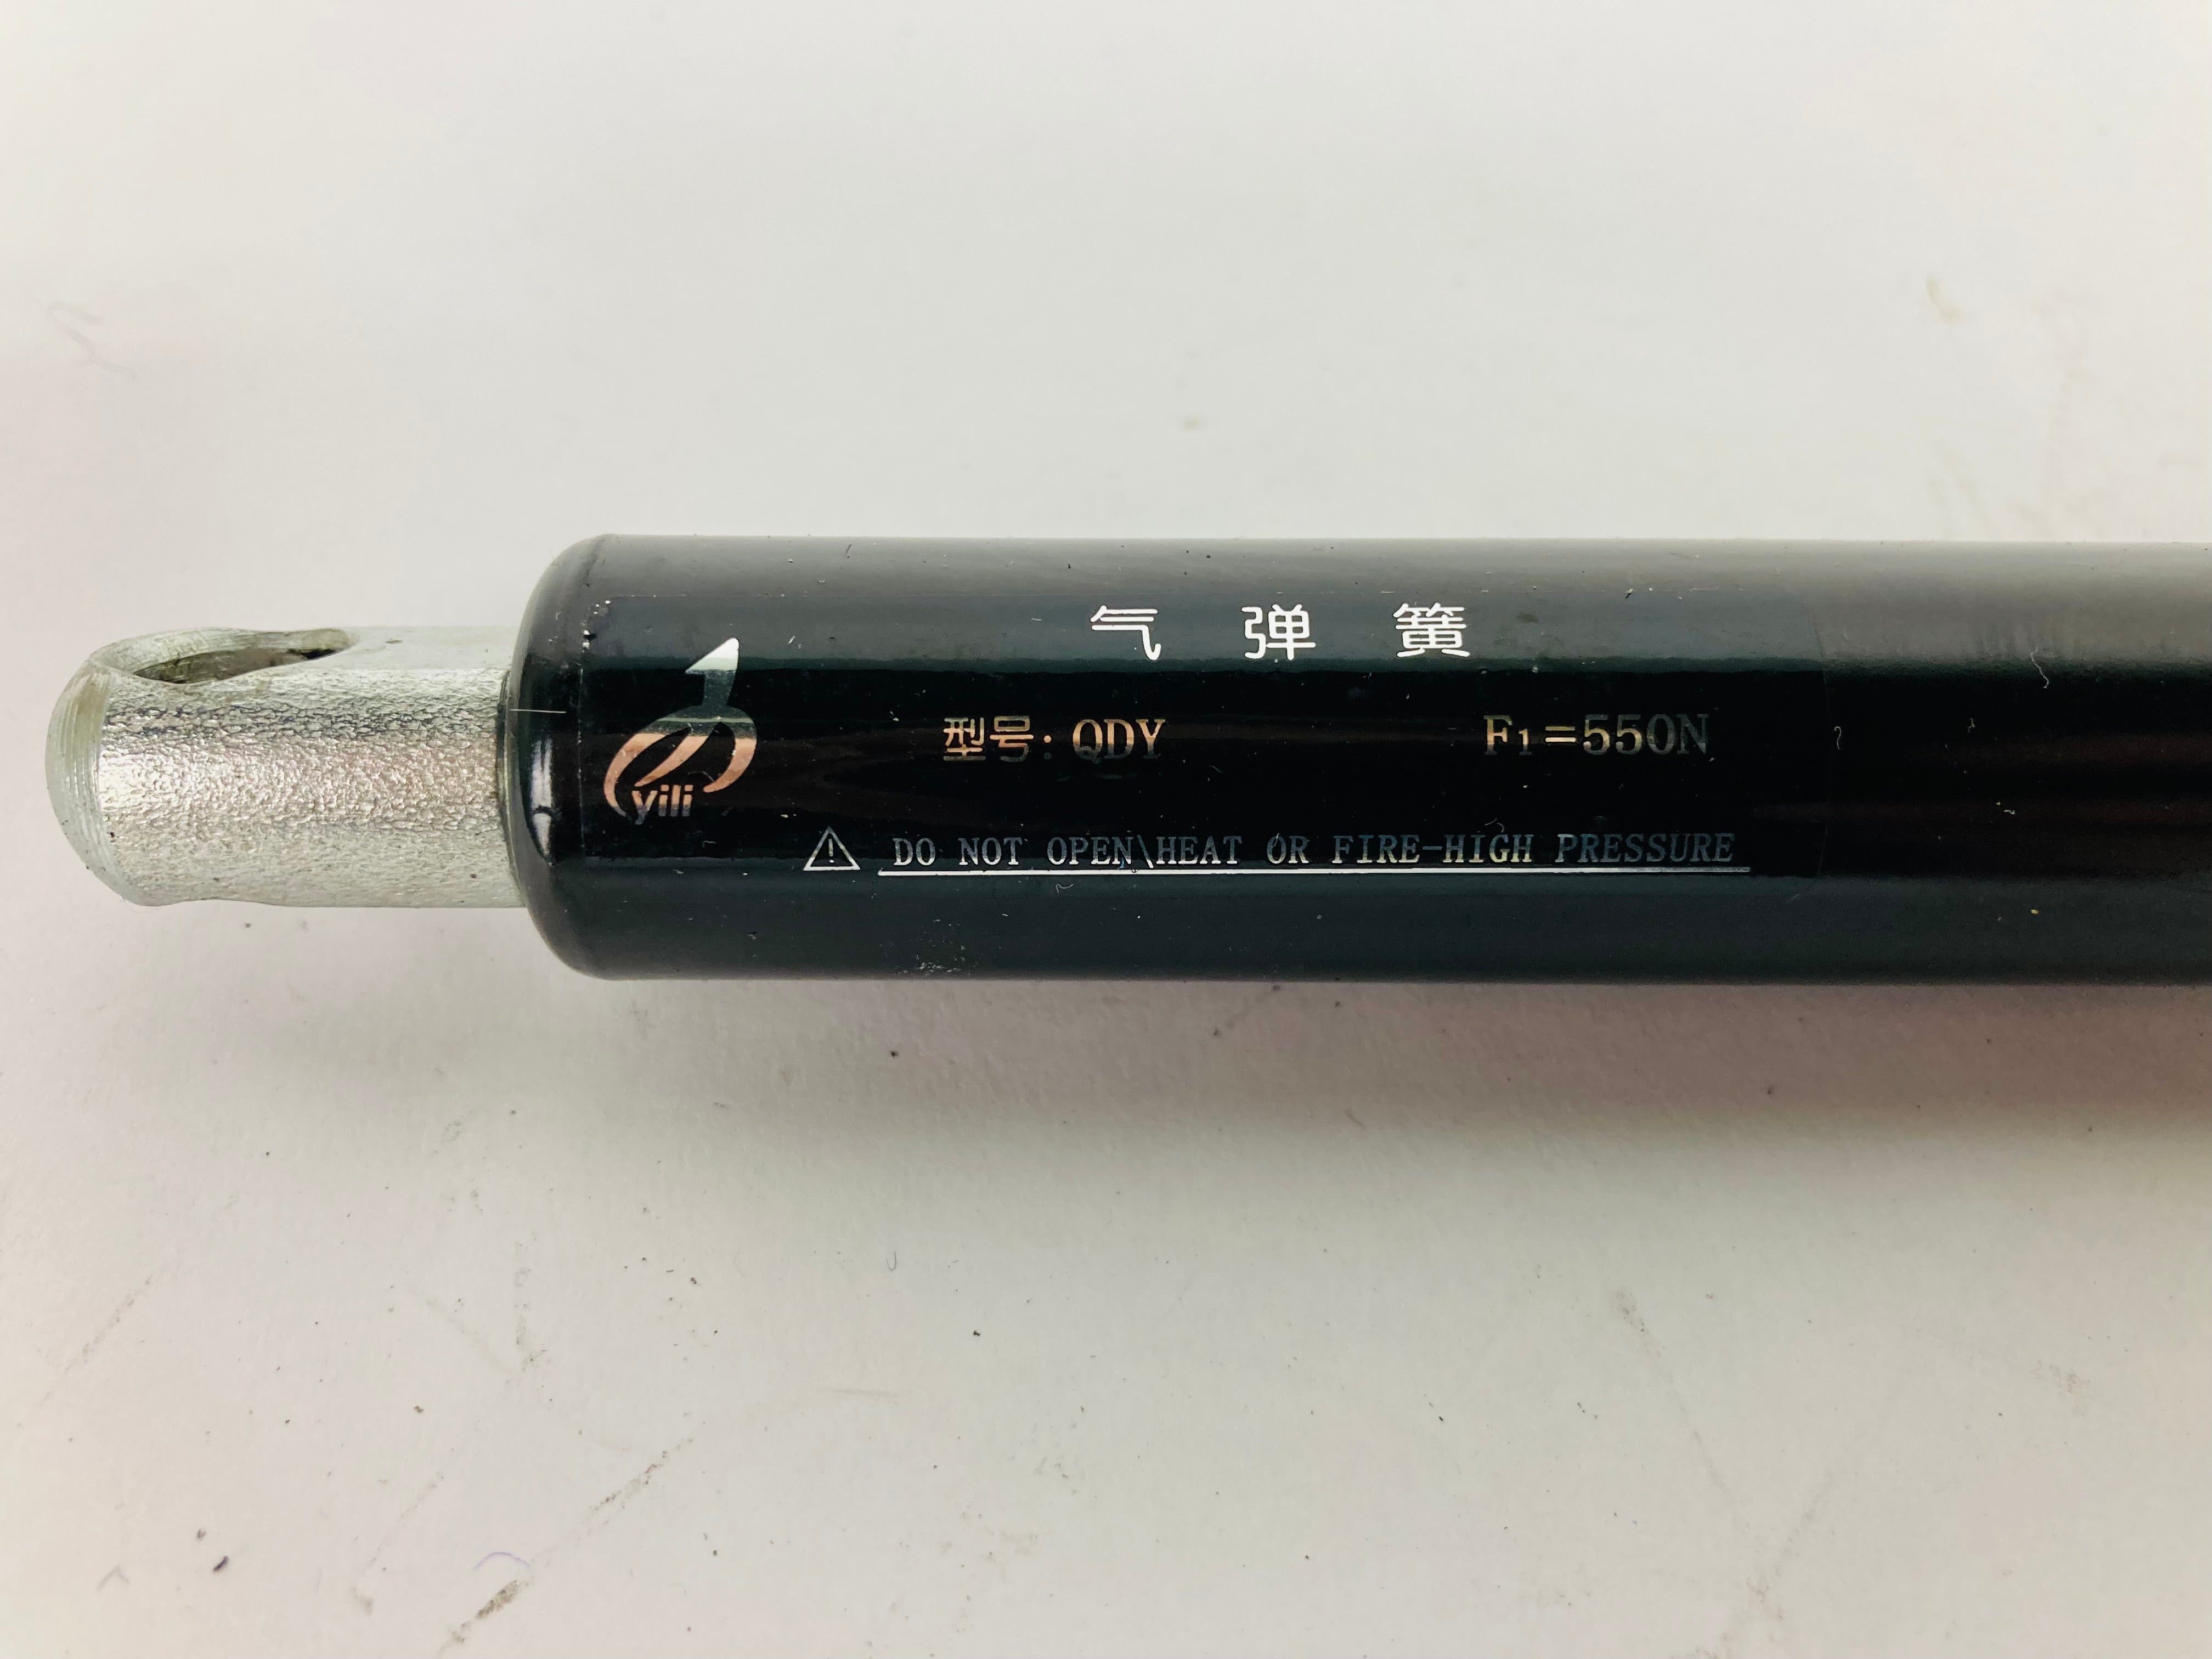 气弹簧
型号: QDY F1=550N
yili
DO NOT OPEN\HEAT OR FIRE-HIGH PRESSURE